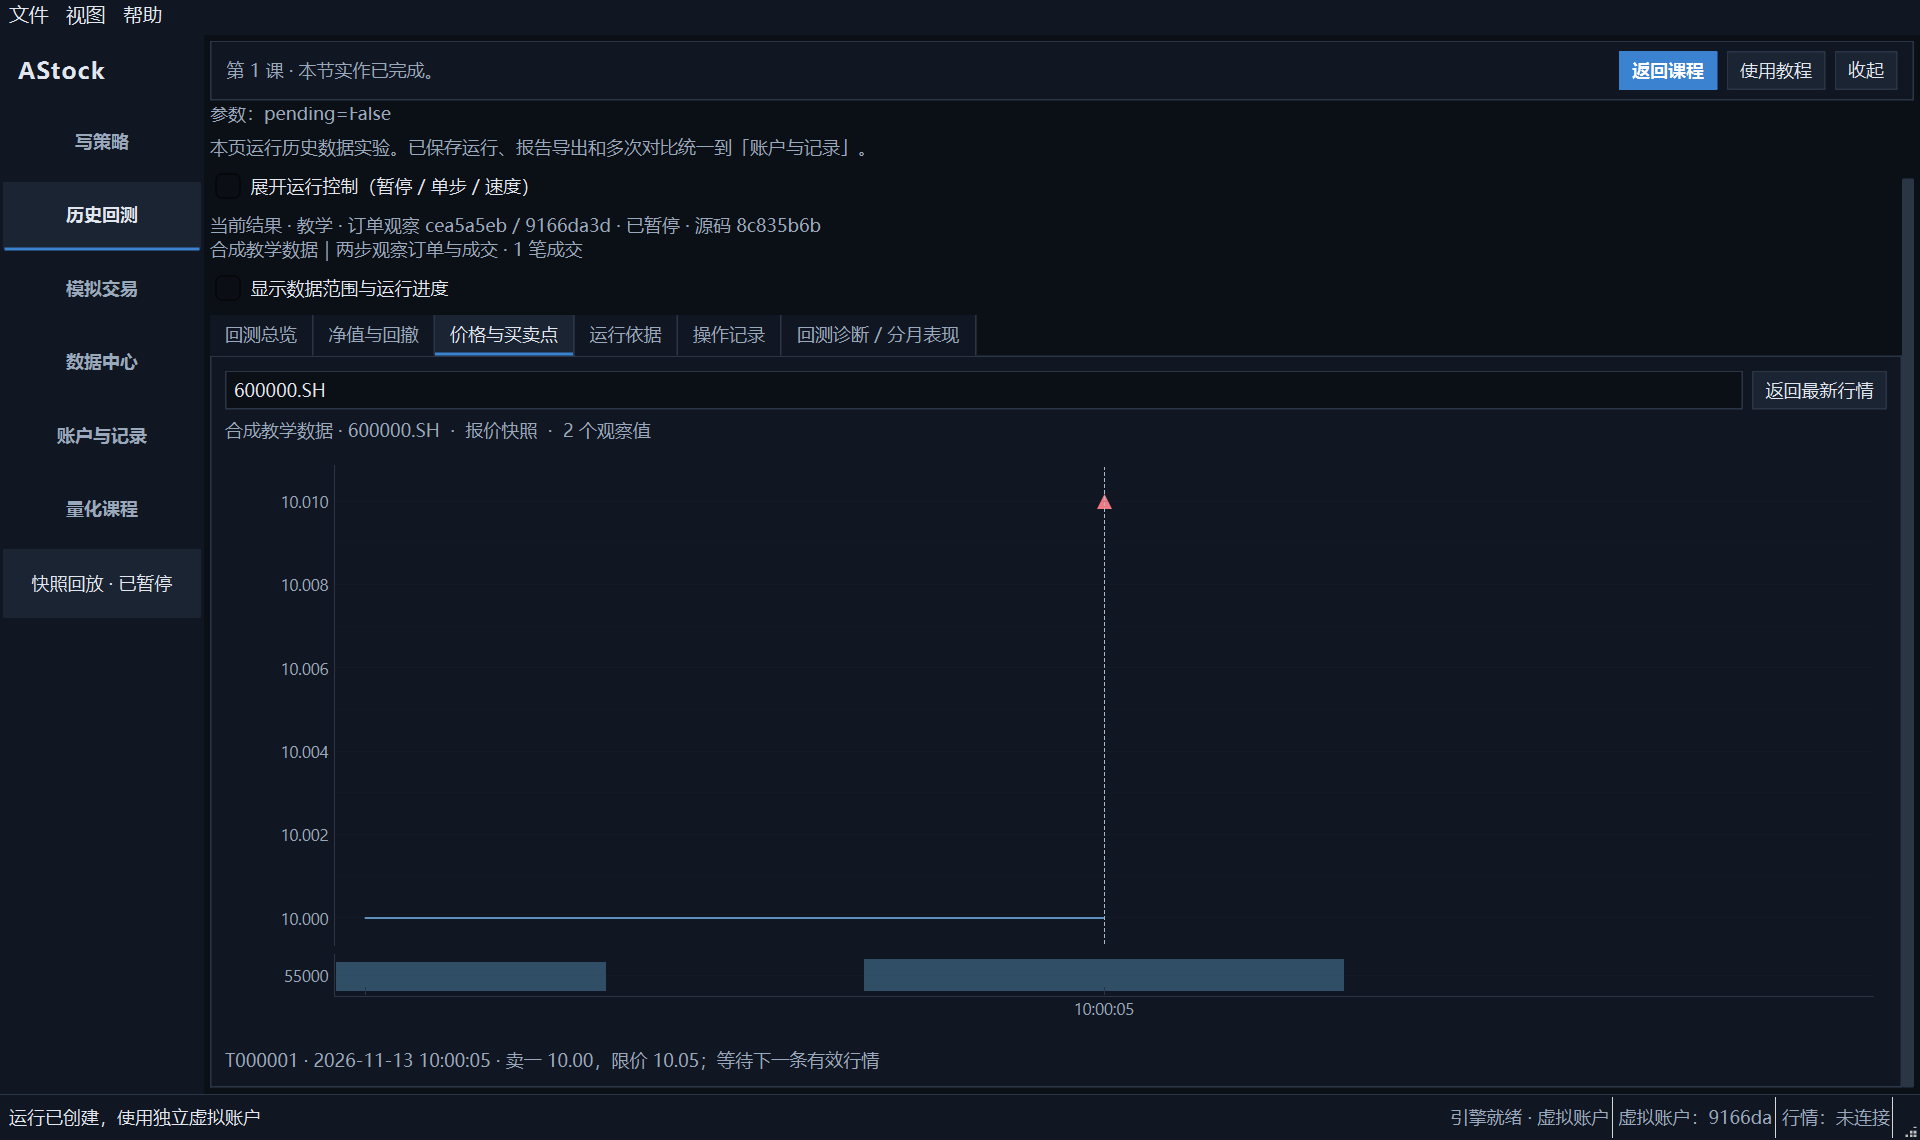 文件 视图 帮助
AStock
写策略
历史回测
模拟交易
数据中心
账户与记录
量化课程
快照回放 · 已暂停
第 1 课 · 本节实作已完成。
返回课程 使用教程 收起
参数：pending=False
本页运行历史数据实验。已保存运行、报告导出和多次对比统一到「账户与记录」。
展开运行控制（暂停 / 单步 / 速度）
当前结果 · 教学 · 订单观察 cea5a5eb / 9166da3d · 已暂停 · 源码 8c835b6b
合成教学数据 | 两步观察订单与成交 · 1 笔成交
显示数据范围与运行进度
回测总览 净值与回撤 价格与买卖点 运行依据 操作记录 回测诊断 / 分月表现
600000.SH 返回最新行情
合成教学数据 · 600000.SH · 报价快照 · 2 个观察值
10.010
10.008
10.006
10.004
10.002
10.000
55000
10:00:05
T000001 · 2026-11-13 10:00:05 · 卖一 10.00，限价 10.05；等待下一条有效行情
运行已创建，使用独立虚拟账户 引擎就绪 · 虚拟账户 虚拟账户：9166da 行情：未连接